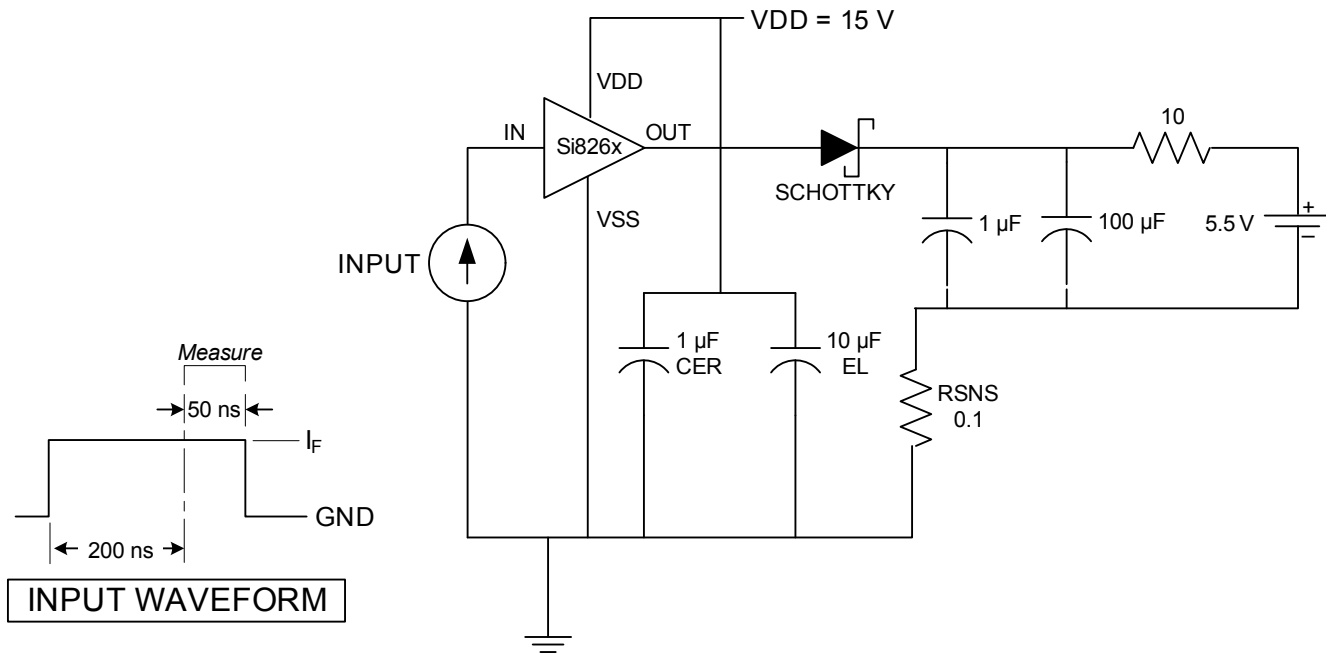 VDD = 15 V
VDD
10
IN
OUT
Si826x
SCHOTTKY
VSS
1 µF
100 µF
5.5 V
+
–
INPUT
1 µF
CER
10 µF
EL
RSNS
0.1
Measure
50 ns
IF
GND
200 ns
INPUT WAVEFORM